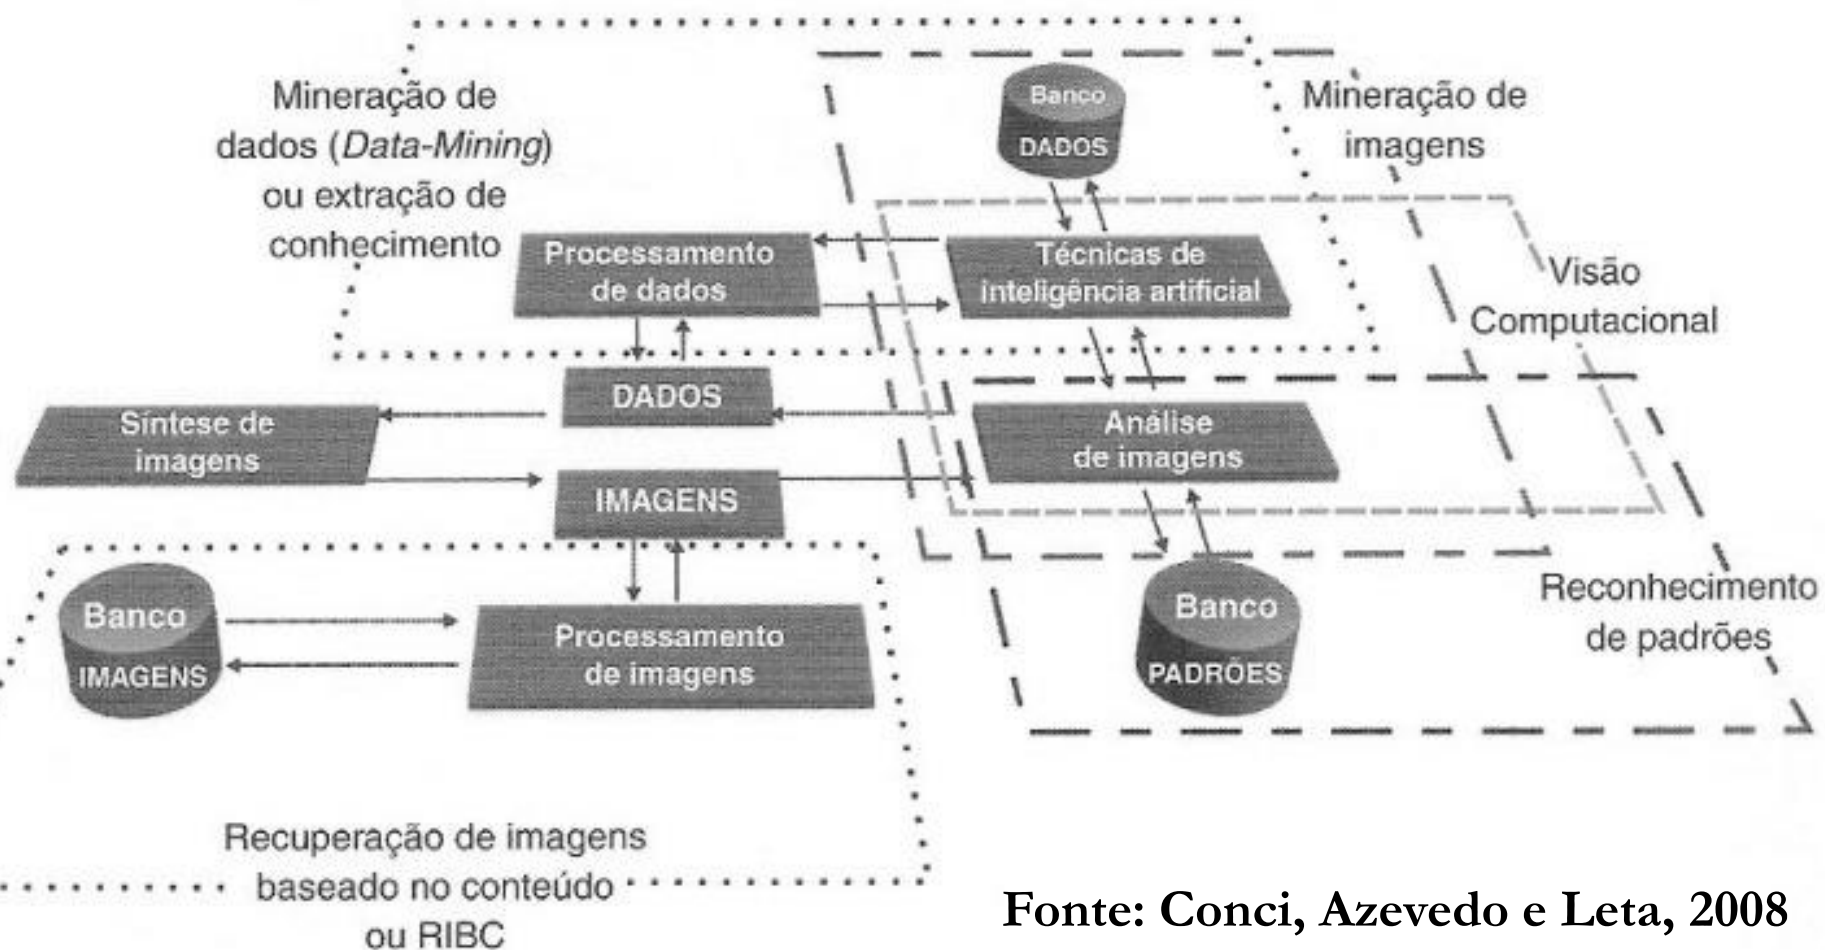 Mineração de
dados (Data-Mining)
ou extração de
conhecimento
Banco
DADOS
Mineração de
imagens
Processamento
de dados
Técnicas de
inteligência artificial
Visão
Computacional
DADOS
Síntese de
imagens
Análise
de imagens
IMAGENS
Banco
IMAGENS
Processamento
de imagens
Banco
PADRÕES
Reconhecimento
de padrões
Recuperação de imagens
baseado no conteúdo
ou RIBC
Fonte: Conci, Azevedo e Leta, 2008